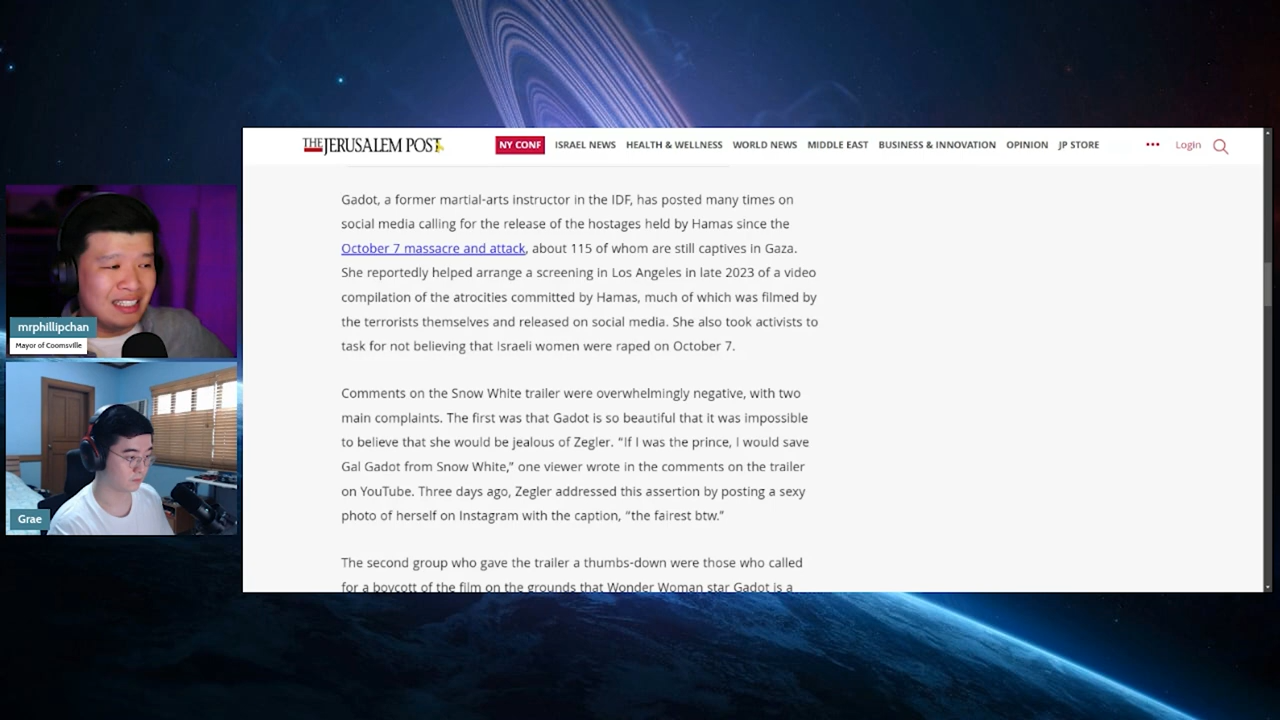 THE JERUSALEM POST
NY CONF ISRAEL NEWS HEALTH & WELLNESS WORLD NEWS MIDDLE EAST BUSINESS & INNOVATION OPINION JP STORE ••• Login
Gadot, a former martial-arts instructor in the IDF, has posted many times on
social media calling for the release of the hostages held by Hamas since the
October 7 massacre and attack, about 115 of whom are still captives in Gaza.
She reportedly helped arrange a screening in Los Angeles in late 2023 of a video
compilation of the atrocities committed by Hamas, much of which was filmed by
the terrorists themselves and released on social media. She also took activists to
task for not believing that Israeli women were raped on October 7.
Comments on the Snow White trailer were overwhelmingly negative, with two
main complaints. The first was that Gadot is so beautiful that it was impossible
to believe that she would be jealous of Zegler. “If I was the prince, I would save
Gal Gadot from Snow White,” one viewer wrote in the comments on the trailer
on YouTube. Three days ago, Zegler addressed this assertion by posting a sexy
photo of herself on Instagram with the caption, “the fairest btw.”
The second group who gave the trailer a thumbs-down were those who called
for a boycott of the film on the grounds that Wonder Woman star Gadot is a
mrphillipchan
Mayor of Coomsville
Grae